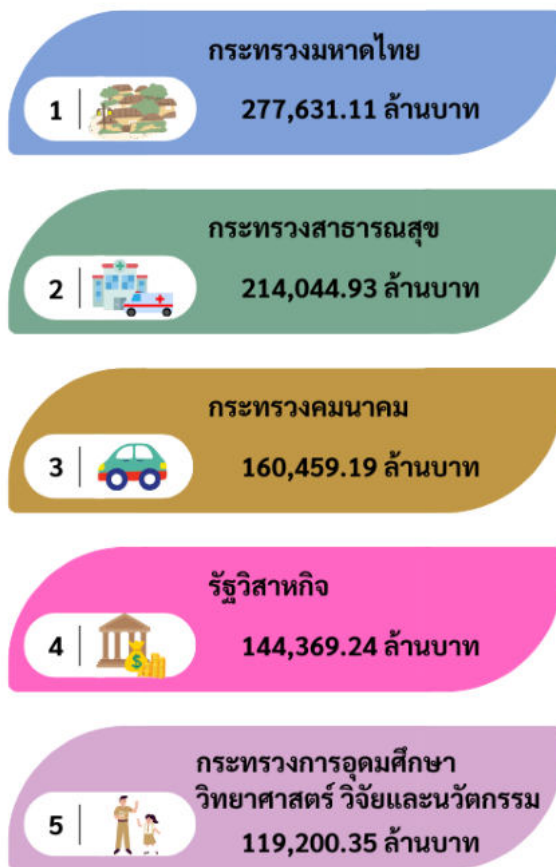 กระทรวงมหาดไทย
1
277,631.11 ล้านบาท
กระทรวงสาธารณสุข
2
214,044.93 ล้านบาท
กระทรวงคมนาคม
3
160,459.19 ล้านบาท
รัฐวิสาหกิจ
4
$
144,369.24 ล้านบาท
กระทรวงการอุดมศึกษา
วิทยาศาสตร์ วิจัยและนวัตกรรม
5
119,200.35 ล้านบาท